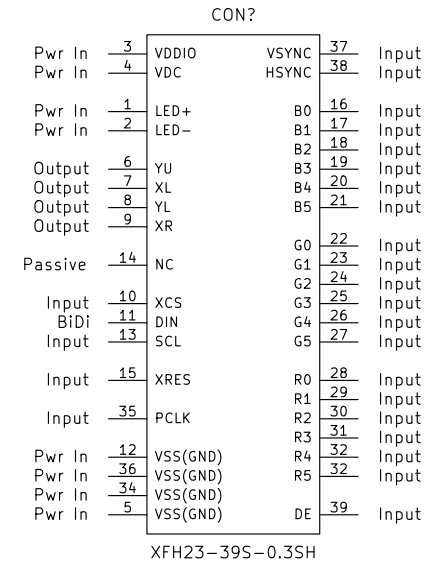 CON?
Pwr In 3 VDDIO VSYNC 37 Input
Pwr In 4 VDC HSYNC 38 Input
Pwr In 1 LED+ B0 16 Input
Pwr In 2 LED- B1 17 Input
B2 18 Input
Output 6 YU B3 19 Input
Output 7 XL B4 20 Input
Output 8 YL B5 21 Input
Output 9 XR
G0 22 Input
Passive 14 NC G1 23 Input
G2 24 Input
Input 10 XCS G3 25 Input
BiDi 11 DIN G4 26 Input
Input 13 SCL G5 27 Input
Input 15 XRES R0 28 Input
R1 29 Input
Input 35 PCLK R2 30 Input
R3 31 Input
Pwr In 12 VSS(GND) R4 32 Input
Pwr In 36 VSS(GND) R5 32 Input
Pwr In 34 VSS(GND)
Pwr In 5 VSS(GND) DE 39 Input
XFH23-39S-0.3SH